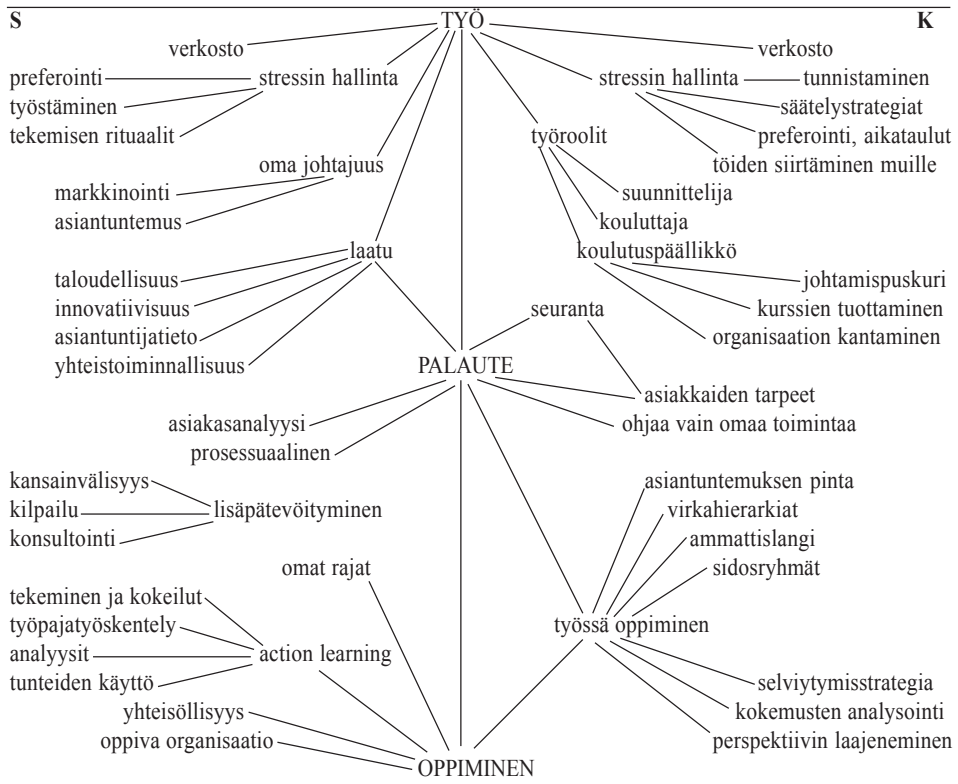 S TYÖ K
verkosto verkosto
preferointi stressin hallinta stressin hallinta tunnistaminen
työstäminen säätelystrategiat
tekemisen rituaalit työroolit preferointi, aikataulut
oma johtajuus töiden siirtäminen muille
markkinointi suunnittelija
asiantuntemus kouluttaja
laatu koulutuspäällikkö
taloudellisuus johtamispuskuri
innovatiivisuus seuranta kurssien tuottaminen
asiantuntijatieto organisaation kantaminen
yhteistoiminnallisuus PALAUTE
asiakkaiden tarpeet
asiakasanalyysi ohjaa vain omaa toimintaa
prosessuaalinen
kansainvälisyys asiantuntemuksen pinta
kilpailu lisäpätevöityminen virkahierarkiat
konsultointi ammattislangi
omat rajat sidosryhmät
tekeminen ja kokeilut
työpajatyöskentely työssä oppiminen
analyysit action learning
tunteiden käyttö selviytymisstrategia
yhteisöllisyys kokemusten analysointi
oppiva organisaatio perspektiivin laajeneminen
OPPIMINEN